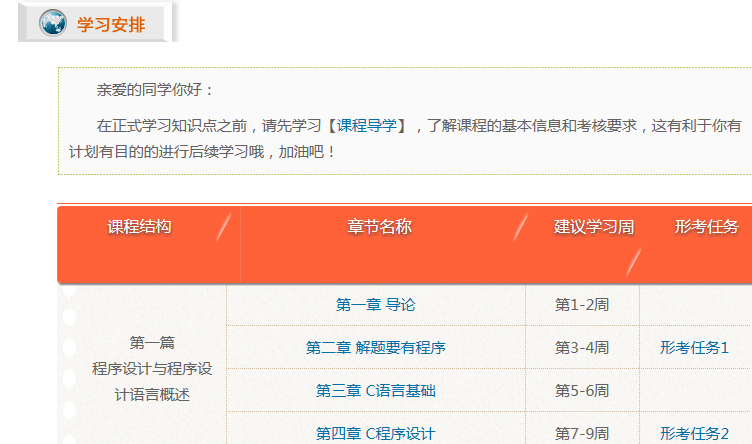 学习安排
亲爱的同学你好：
在正式学习知识点之前，请先学习【课程导学】，了解课程的基本信息和考核要求，这有利于你有
计划有目的的进行后续学习哦，加油吧！
课程结构 章节名称 建议学习周 形考任务
第一章 导论 第1-2周
第一篇
程序设计与程序设
计语言概述
第二章 解题要有程序 第3-4周 形考任务1
第三章 C语言基础 第5-6周
第四章 C程序设计 第7-9周 形考任务2